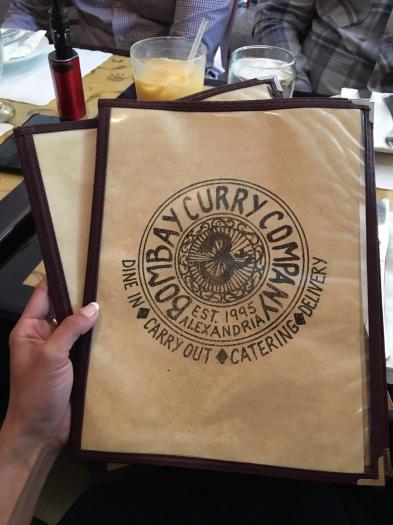 BOMBAY CURRY COMPANY
EST. 1995
ALEXANDRIA
DINE IN ♦ CARRY OUT ♦ CATERING ♦ DELIVERY